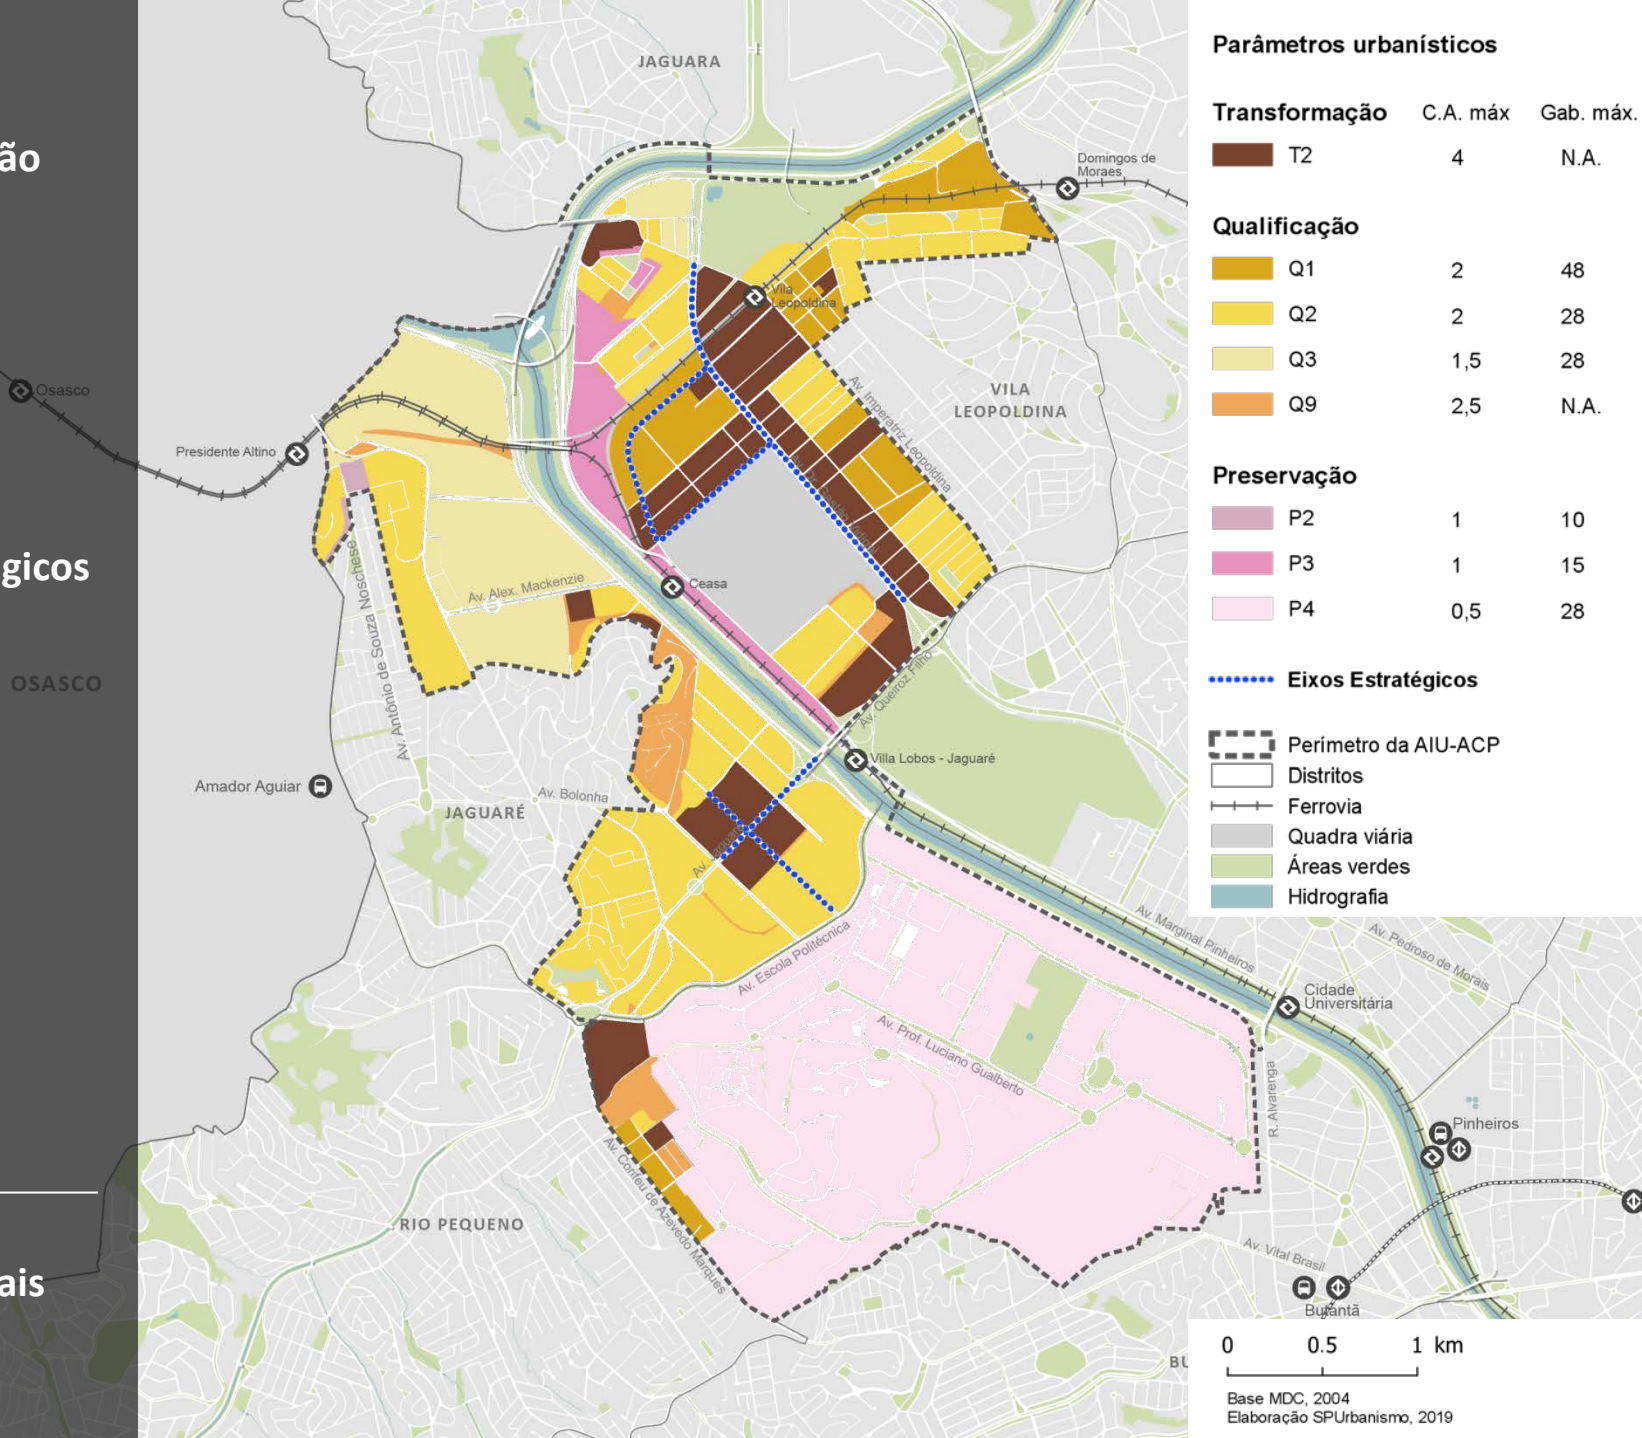 ão
gicos
ais
JAGUARA
Domingos de
Moraes
Vila
Leopoldina
VILA
LEOPOLDINA
Av. Imperatriz Leopoldina
Osasco
Presidente Altino
Ceasa
Av. Alex. Mackenzie
Av. Antônio de Souza Noschese
OSASCO
Av. Queiroz Filho
Villa Lobos - Jaguaré
Amador Aguiar
Av. Bolonha
JAGUARÉ
Av. Jaguaré
Av. Escola Politécnica
Av. Marginal Pinheiros
Av. Pedroso de Morais
Cidade
Universitária
Av. Prof. Luciano Gualberto
R. Alvarenga
Pinheiros
Av. Corifeu de Azevedo Marques
RIO PEQUENO
Av. Vital Brasil
Butantã
BU
Parâmetros urbanísticos
Transformação C.A. máx Gab. máx.
T2 4 N.A.
Qualificação
Q1 2 48
Q2 2 28
Q3 1,5 28
Q9 2,5 N.A.
Preservação
P2 1 10
P3 1 15
P4 0,5 28
Eixos Estratégicos
Perímetro da AIU-ACP
Distritos
Ferrovia
Quadra viária
Áreas verdes
Hidrografia
0 0.5 1 km
Base MDC, 2004
Elaboração SPUrbanismo, 2019